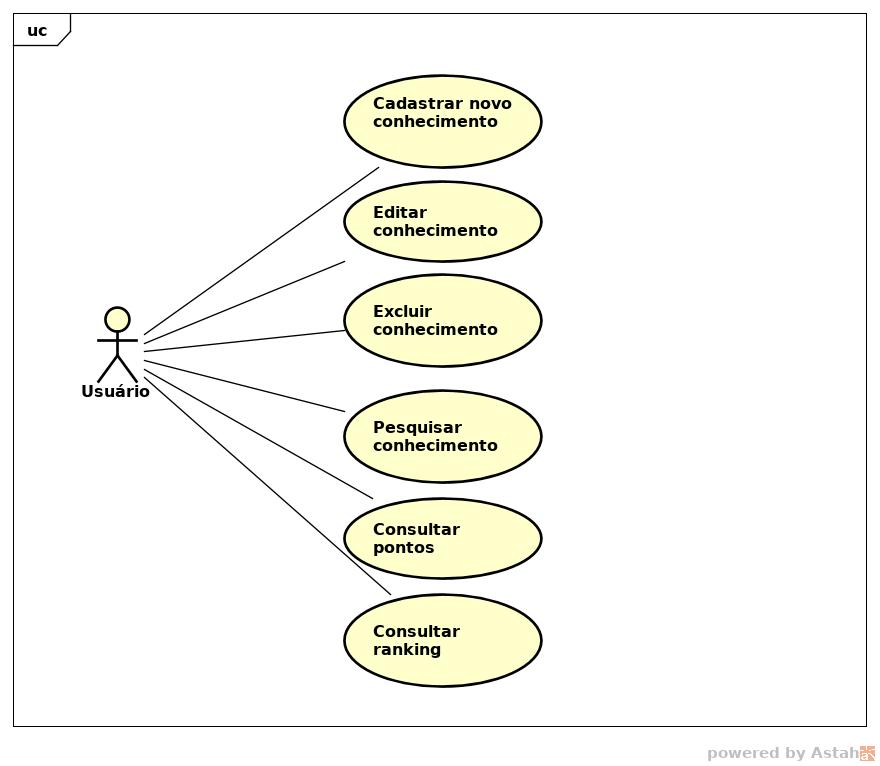 uc
Cadastrar novo
conhecimento
Editar
conhecimento
Excluir
conhecimento
Usuário
Pesquisar
conhecimento
Consultar
pontos
Consultar
ranking
powered by Astah